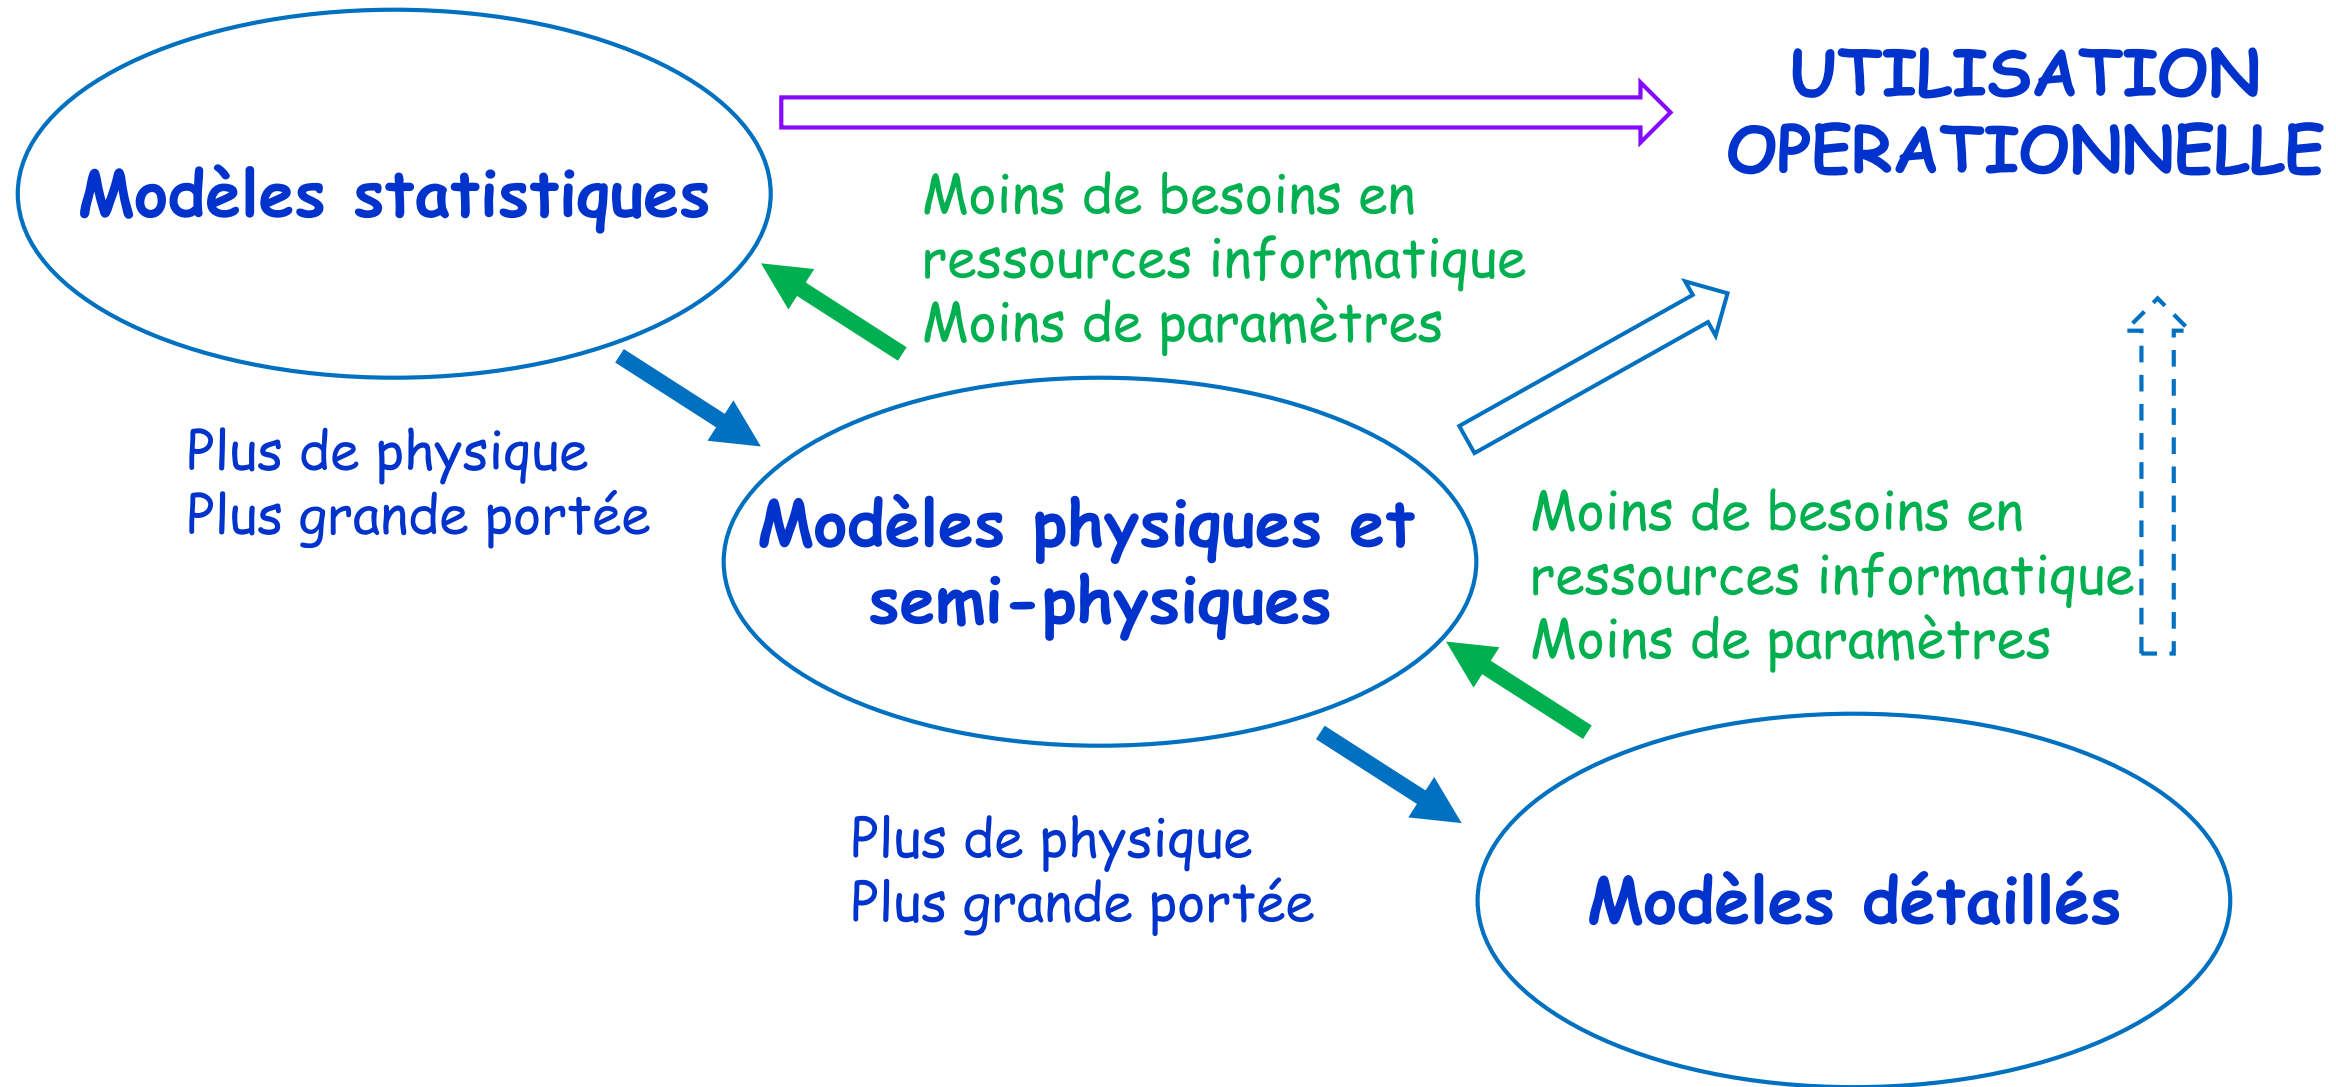 UTILISATION
OPERATIONNELLE
Modèles statistiques
Moins de besoins en
ressources informatique
Moins de paramètres
Plus de physique
Plus grande portée
Modèles physiques et
semi-physiques
Moins de besoins en
ressources informatique
Moins de paramètres
Plus de physique
Plus grande portée
Modèles détaillés